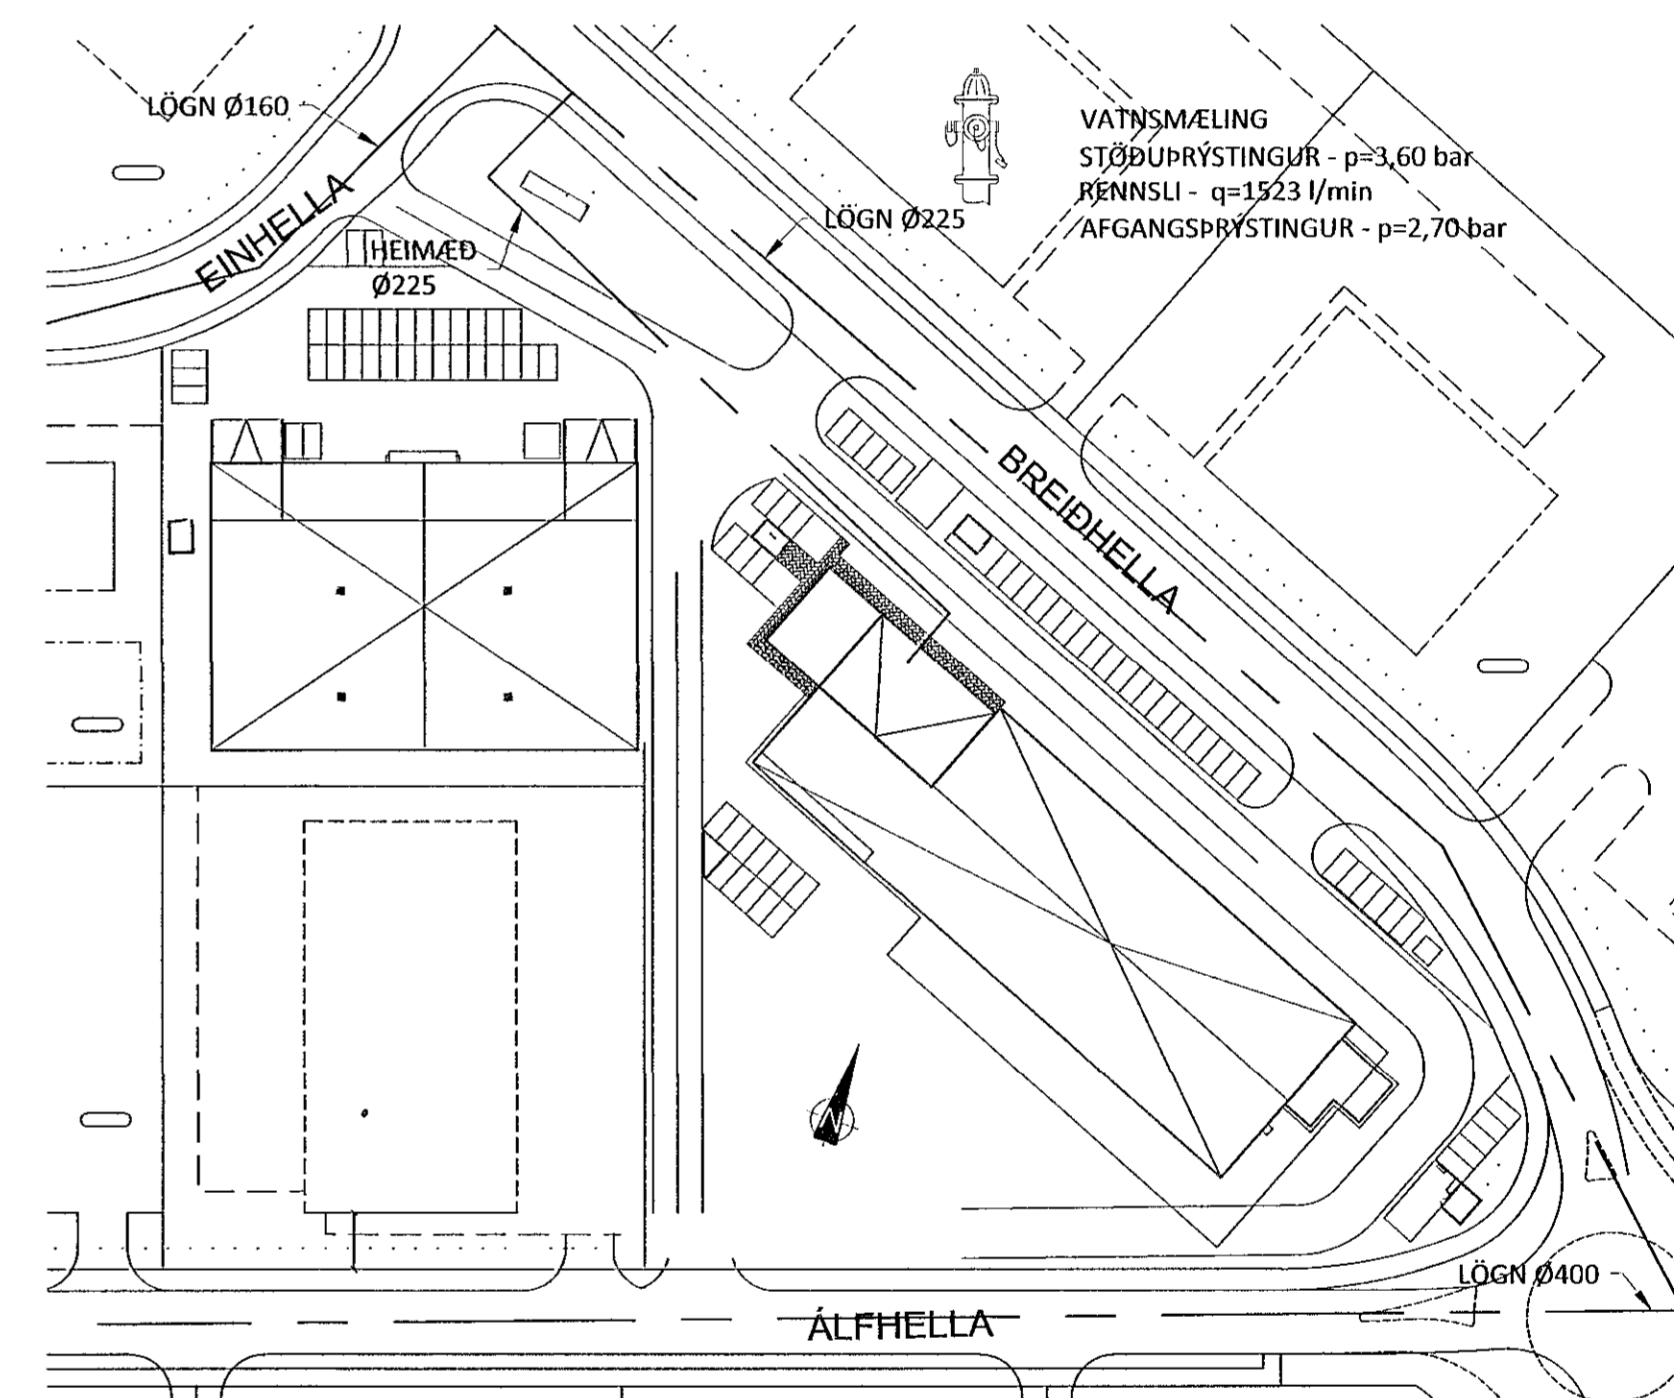 LÖGN Ø160
VATNSMÆLING
STÖÐUÞRÝSTINGUR - p=3,60 bar
RENNSLI - q=1523 l/min
AFGANGSÞRÝSTINGUR - p=2,70 bar
LÖGN Ø225
EINHELLA
HEIMÆÐ
Ø225
BREIÐHELLA
N
LÖGN Ø400
ÁLFHELLA